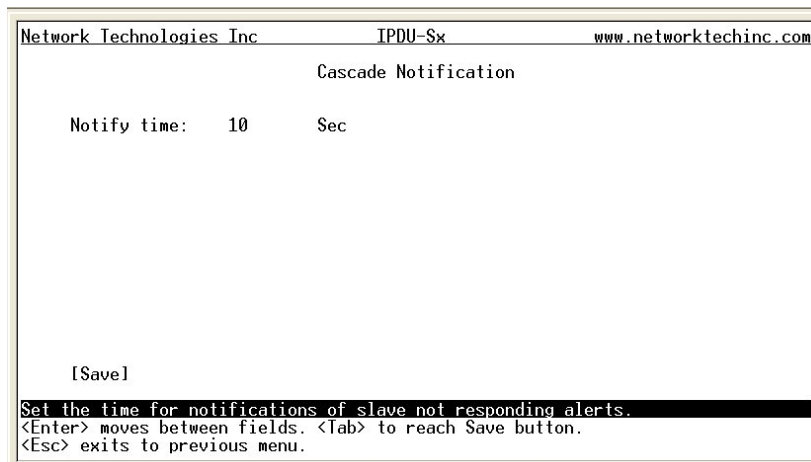 Network Technologies Inc IPDU-Sx www.networktechinc.com
Cascade Notification
Notify time: 10 Sec
[Save]
Set the time for notifications of slave not responding alerts.
<Enter> moves between fields. <Tab> to reach Save button.
<Esc> exits to previous menu.